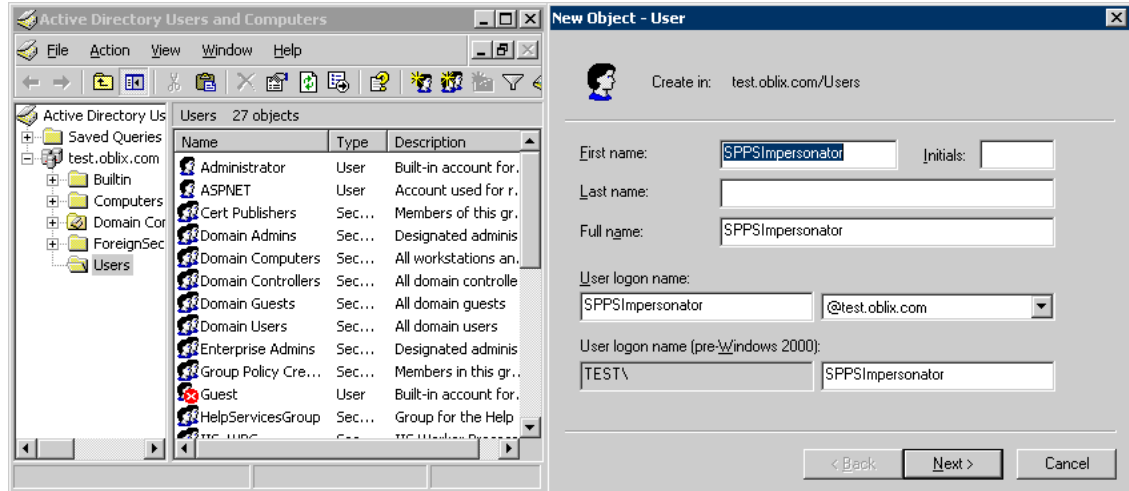 Active Directory Users and Computers
File Action View Window Help
Active Directory Us
Saved Queries
test.oblix.com
Builtin
Computers
Domain Cor
ForeignSec
Users
Users 27 objects
Name Type Description
Administrator User Built-in account for.
ASPNET User Account used for r.
Cert Publishers Sec... Members of this gr.
Domain Admins Sec... Designated adminis
Domain Computers Sec... All workstations an.
Domain Controllers Sec... All domain controlle
Domain Guests Sec... All domain guests
Domain Users Sec... All domain users
Enterprise Admins Sec... Designated adminis
Group Policy Cre... Sec... Members in this gr..
Guest User Built-in account for.
HelpServicesGroup Sec... Group for the Help
New Object - User
Create in: test.oblix.com/Users
First name: SPPSImpersonator Initials:
Last name:
Full name: SPPSImpersonator
User logon name:
SPPSImpersonator @test.oblix.com
User logon name (pre-Windows 2000):
TEST\ SPPSImpersonator
< Back Next > Cancel